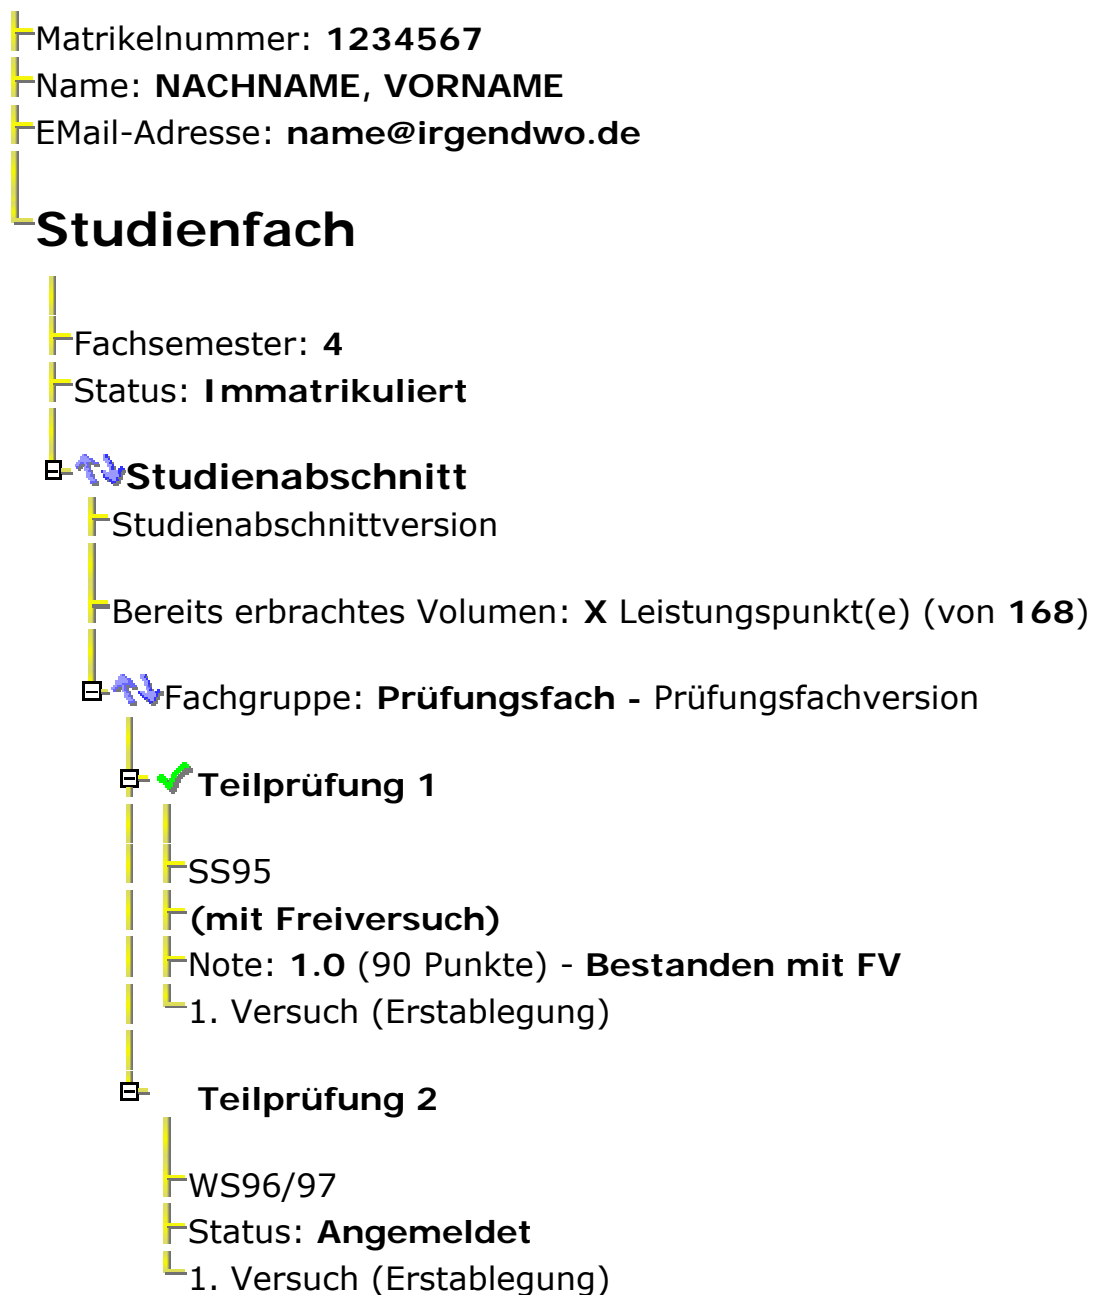 Matrikelnummer: 1234567
Name: NACHNAME, VORNAME
EMail-Adresse: name@irgendwo.de
Studienfach
Fachsemester: 4
Status: Immatrikuliert
Studienabschnitt
Studienabschnittversion
Bereits erbrachtes Volumen: X Leistungspunkt(e) (von 168)
Fachgruppe: Prüfungsfach - Prüfungsfachversion
Teilprüfung 1
SS95
(mit Freiversuch)
Note: 1.0 (90 Punkte) - Bestanden mit FV
1. Versuch (Erstablegung)
Teilprüfung 2
WS96/97
Status: Angemeldet
1. Versuch (Erstablegung)